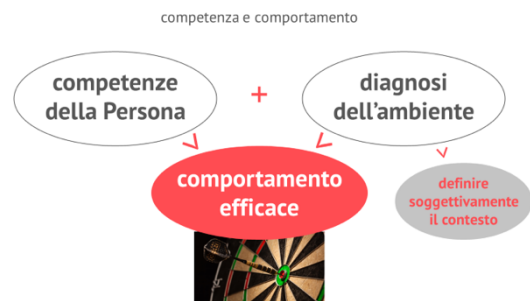 competenza e comportamento
competenze
della Persona
+
diagnosi
dell'ambiente
comportamento
efficace
definire
soggettivamente
il contesto